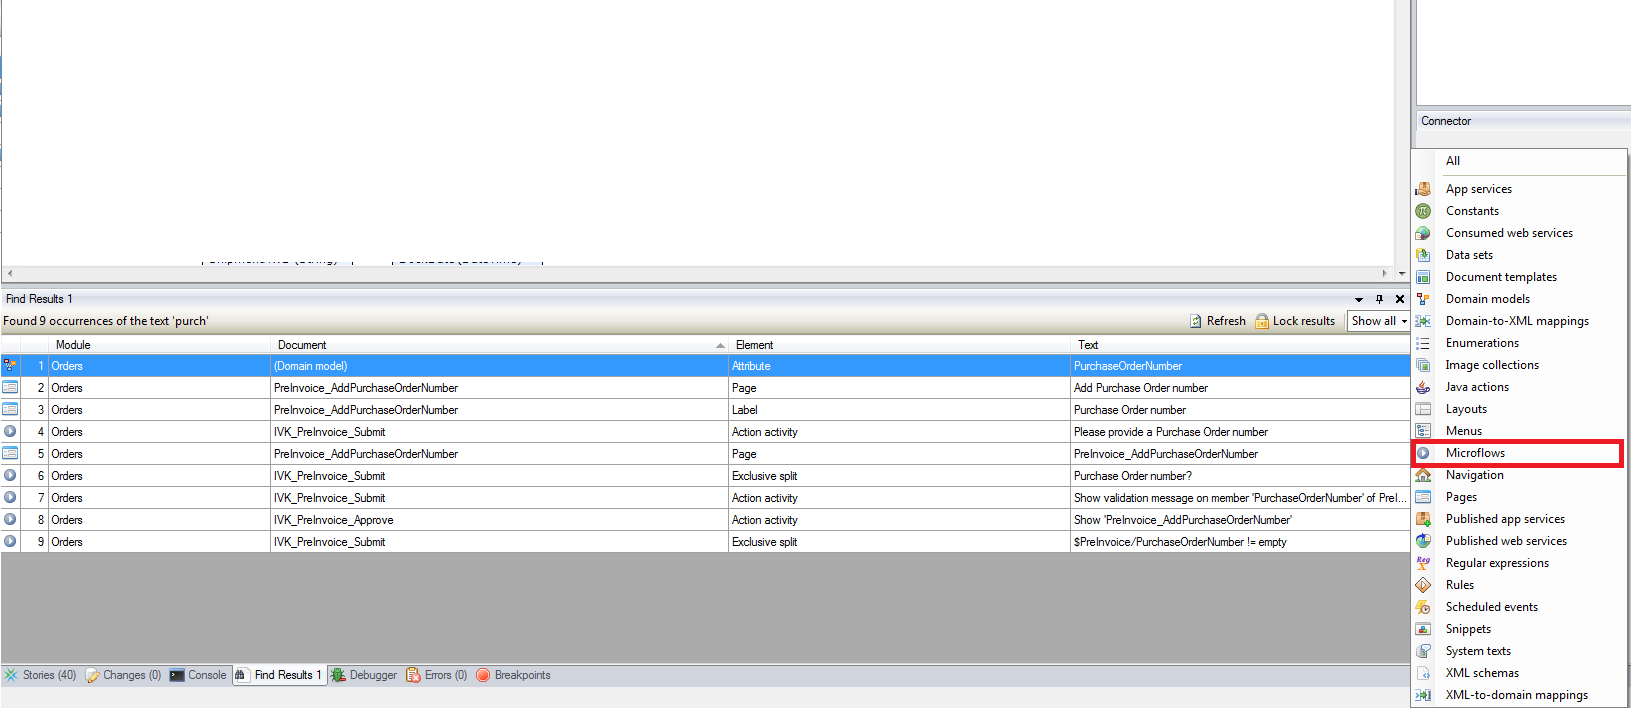 Connector
All
App services
Constants
Consumed web services
Data sets
Document templates
Domain models
Domain-to-XML mappings
Enumerations
Image collections
Java actions
Layouts
Menus
Microflows
Navigation
Pages
Published app services
Published web services
Regular expressions
Rules
Scheduled events
Snippets
System texts
XML schemas
XML-to-domain mappings
Find Results 1
Found 9 occurrences of the text 'purch' Refresh Lock results Show all
Module Document Element Text
1 Orders (Domain model) Attribute PurchaseOrderNumber
2 Orders PreInvoice_AddPurchaseOrderNumber Page Add Purchase Order number
3 Orders PreInvoice_AddPurchaseOrderNumber Label Purchase Order number
4 Orders IVK_PreInvoice_Submit Action activity Please provide a Purchase Order number
5 Orders PreInvoice_AddPurchaseOrderNumber Page PreInvoice_AddPurchaseOrderNumber
6 Orders IVK_PreInvoice_Submit Exclusive split Purchase Order number?
7 Orders IVK_PreInvoice_Submit Action activity Show validation message on member 'PurchaseOrderNumber' of PreI...
8 Orders IVK_PreInvoice_Approve Action activity Show 'PreInvoice_AddPurchaseOrderNumber'
9 Orders IVK_PreInvoice_Submit Exclusive split $PreInvoice/PurchaseOrderNumber != empty
Stories (40) Changes (0) Console Find Results 1 Debugger Errors (0) Breakpoints